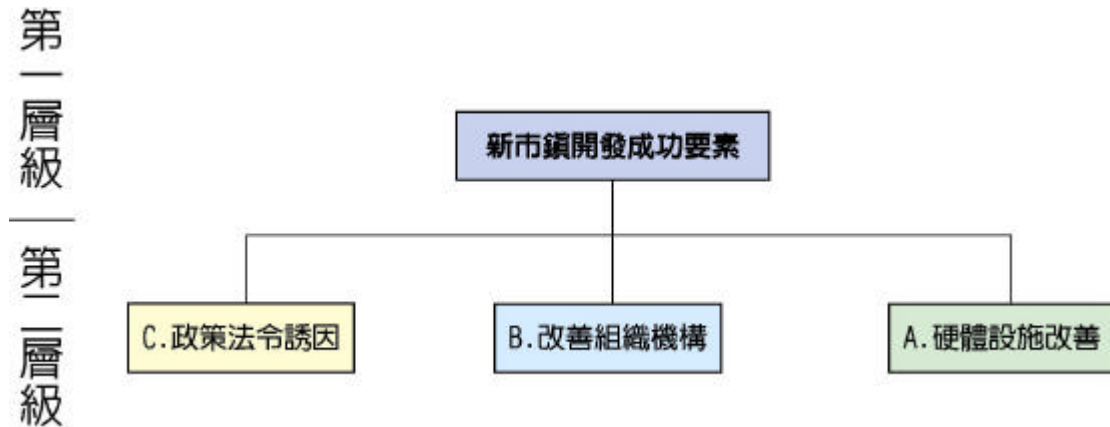 第一層級
新市鎮開發成功要素
第二層級
C.政策法令誘因
B.改善組織機構
A.硬體設施改善